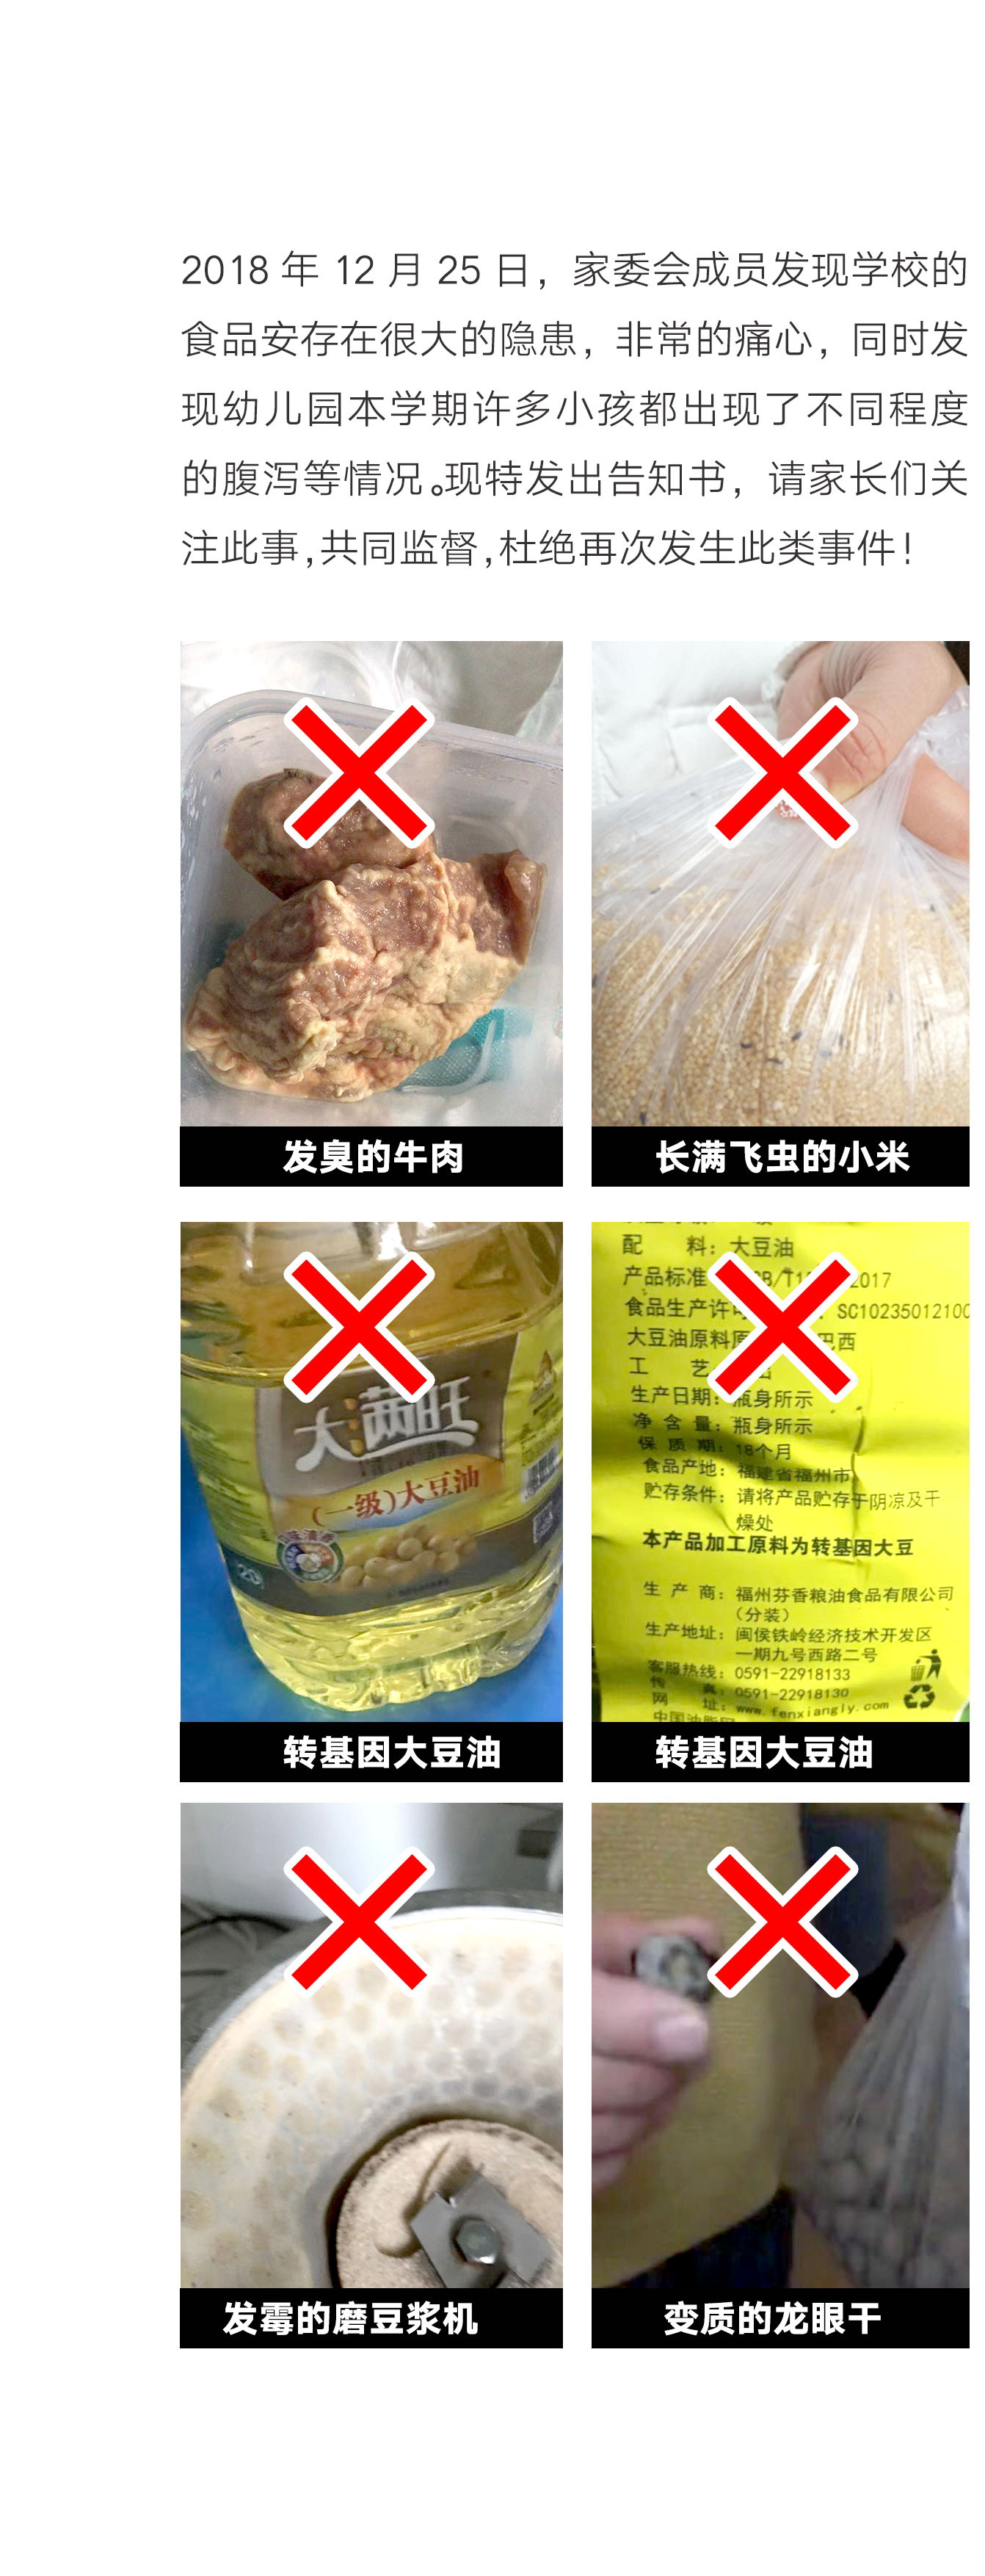 2018 年 12 月 25 日，家委会成员发现学校的
食品安存在很大的隐患，非常的痛心，同时发
现幼儿园本学期许多小孩都出现了不同程度
的腹泻等情况。现特发出告知书，请家长们关
注此事,共同监督,杜绝再次发生此类事件！
发臭的牛肉
长满飞虫的小米
大满旺
(一级)大豆油
转基因大豆油
配 料：大豆油
产品标准
2017
食品生产许
SC1023501210
大豆油原料
巴西
工 艺
生产日期：瓶身所示
净 含 量：瓶身所示
保 质 期：18个月
食品产地：福建省福州市
贮存条件：请将产品贮存于阴凉及干
燥处
本产品加工原料为转基因大豆
生 产 商：福州芬香粮油食品有限公司
（分装）
生产地址：闽侯铁岭经济技术开发区
一期九号西路二号
客服热线：0591-22918133
传 真：0591-22918130
网 址：www.fenxiangly.com
转基因大豆油
发霉的磨豆浆机
变质的龙眼干